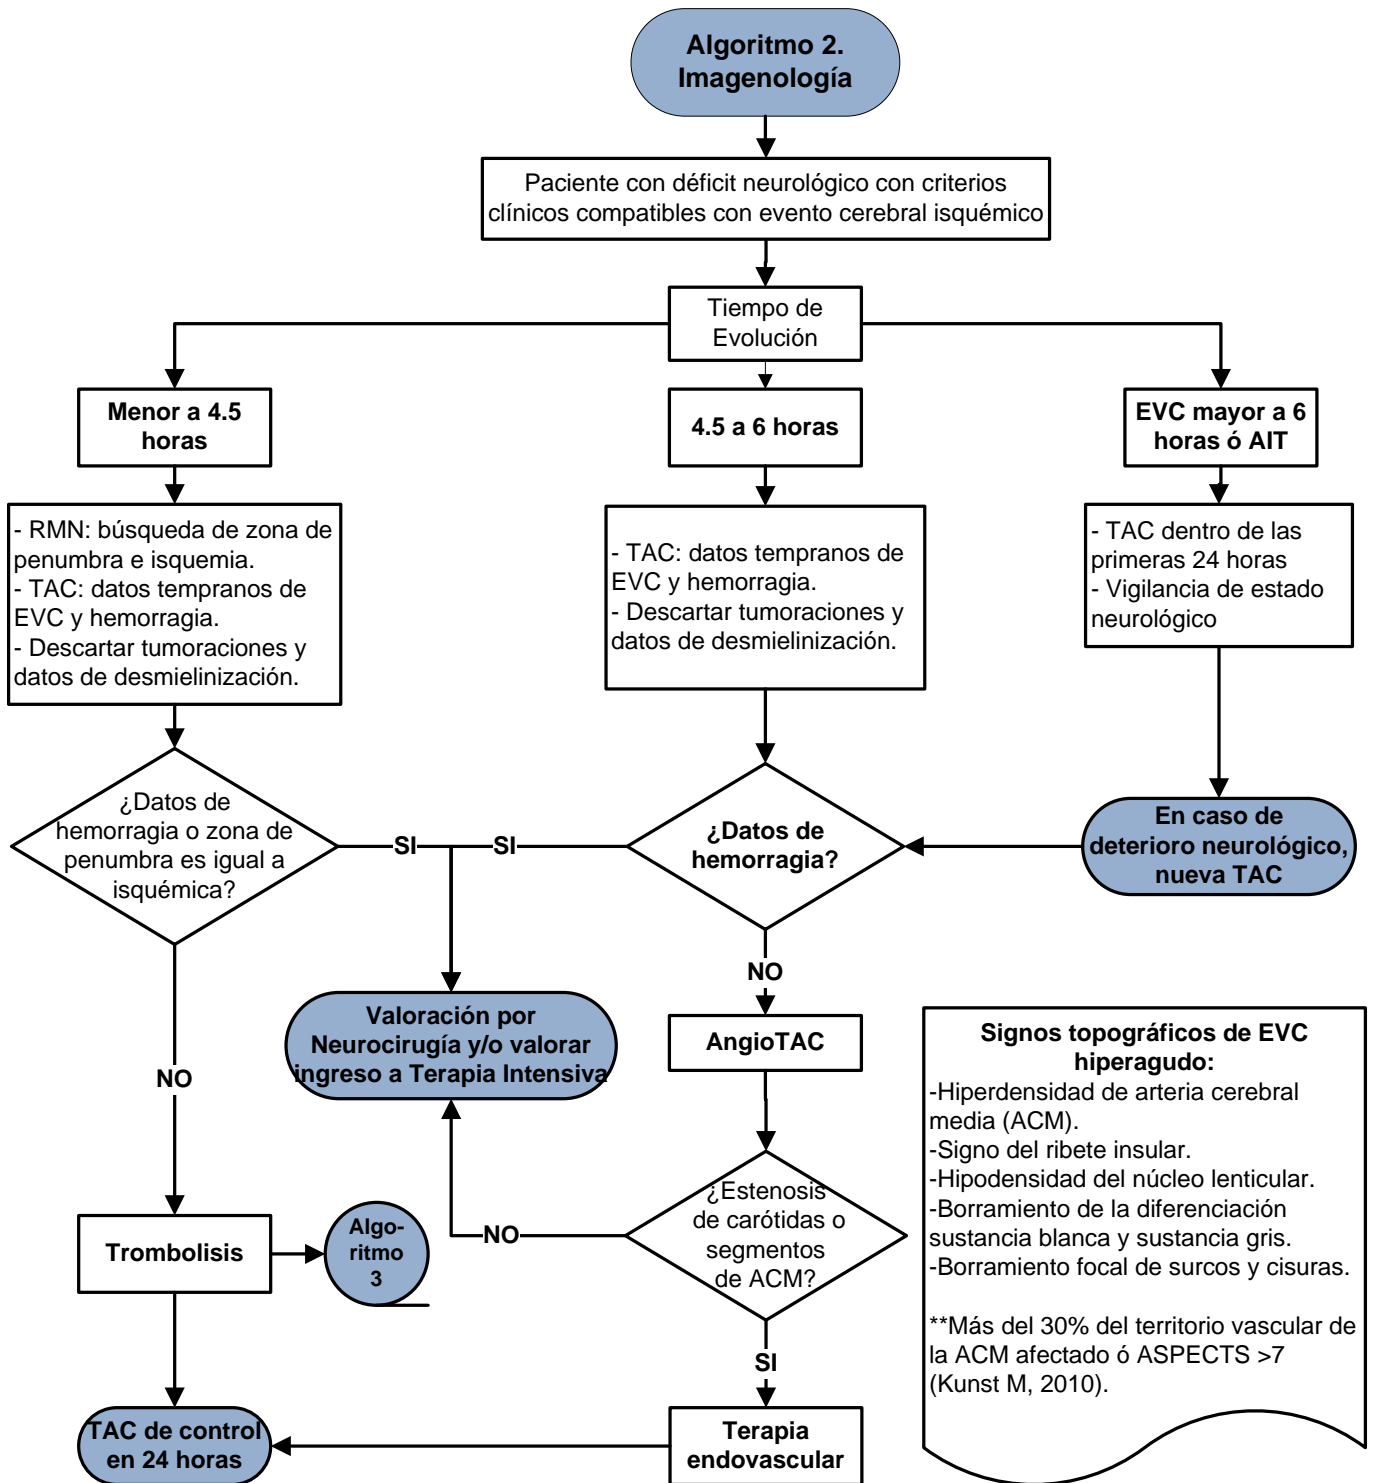 Algoritmo 2.
Imagenología
Paciente con déficit neurológico con criterios
clínicos compatibles con evento cerebral isquémico
Tiempo de
Evolución
Menor a 4.5
horas
4.5 a 6 horas
EVC mayor a 6
horas ó AIT
- RMN: búsqueda de zona de
penumbra e isquemia.
- TAC: datos tempranos de
EVC y hemorragia.
- Descartar tumoraciones y
datos de desmielinización.
- TAC: datos tempranos de
EVC y hemorragia.
- Descartar tumoraciones y
datos de desmielinización.
- TAC dentro de las
primeras 24 horas
- Vigilancia de estado
neurológico
¿Datos de
hemorragia o zona de
penumbra es igual a
isquémica?
SI
SI
¿Datos de
hemorragia?
En caso de
deterioro neurológico,
nueva TAC
NO
NO
Valoración por
Neurocirugía y/o valorar
ingreso a Terapia Intensiva
AngioTAC
Signos topográficos de EVC
hiperagudo:
-Hiperdensidad de arteria cerebral
media (ACM).
-Signo del ribete insular.
-Hipodensidad del núcleo lenticular.
-Borramiento de la diferenciación
sustancia blanca y sustancia gris.
-Borramiento focal de surcos y cisuras.
**Más del 30% del territorio vascular de
la ACM afectado ó ASPECTS >7
(Kunst M, 2010).
Trombolisis
Algo-
ritmo
3
NO
¿Estenosis
de carótidas o
segmentos
de ACM?
SI
TAC de control
en 24 horas
Terapia
endovascular